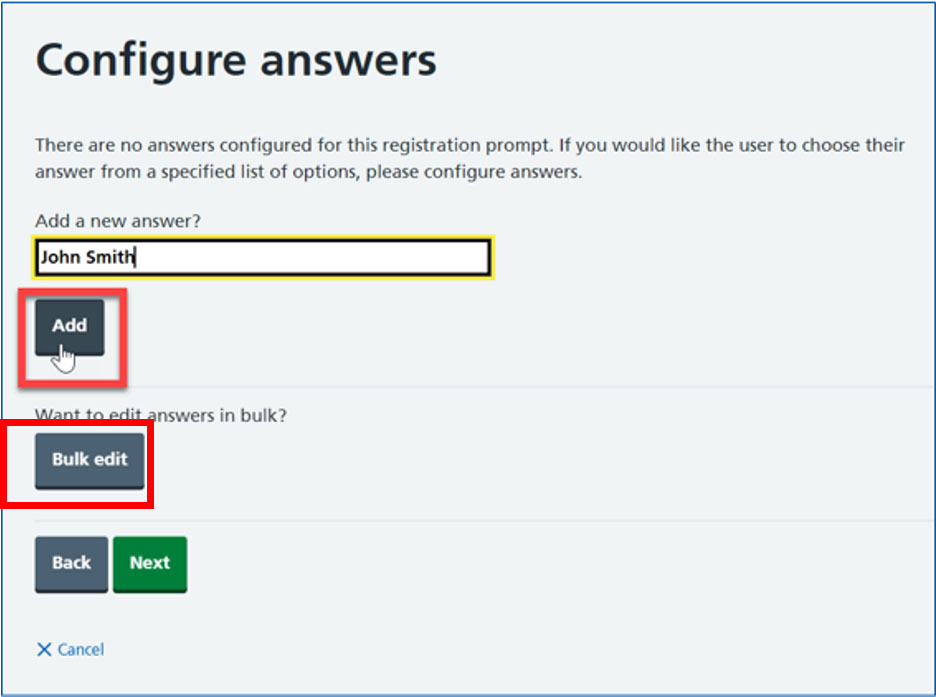 Configure answers
There are no answers configured for this registration prompt. If you would like the user to choose their
answer from a specified list of options, please configure answers.
Add a new answer?
John Smith
Add
Want to edit answers in bulk?
Bulk edit
Back Next
Cancel